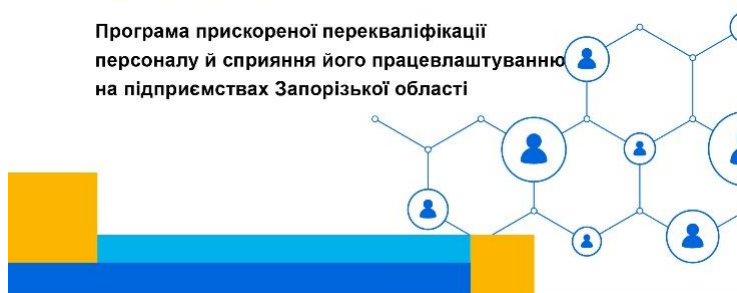 Програма прискореної перекваліфікації
персоналу й сприяння його працевлаштуванню
на підприємствах Запорізької області